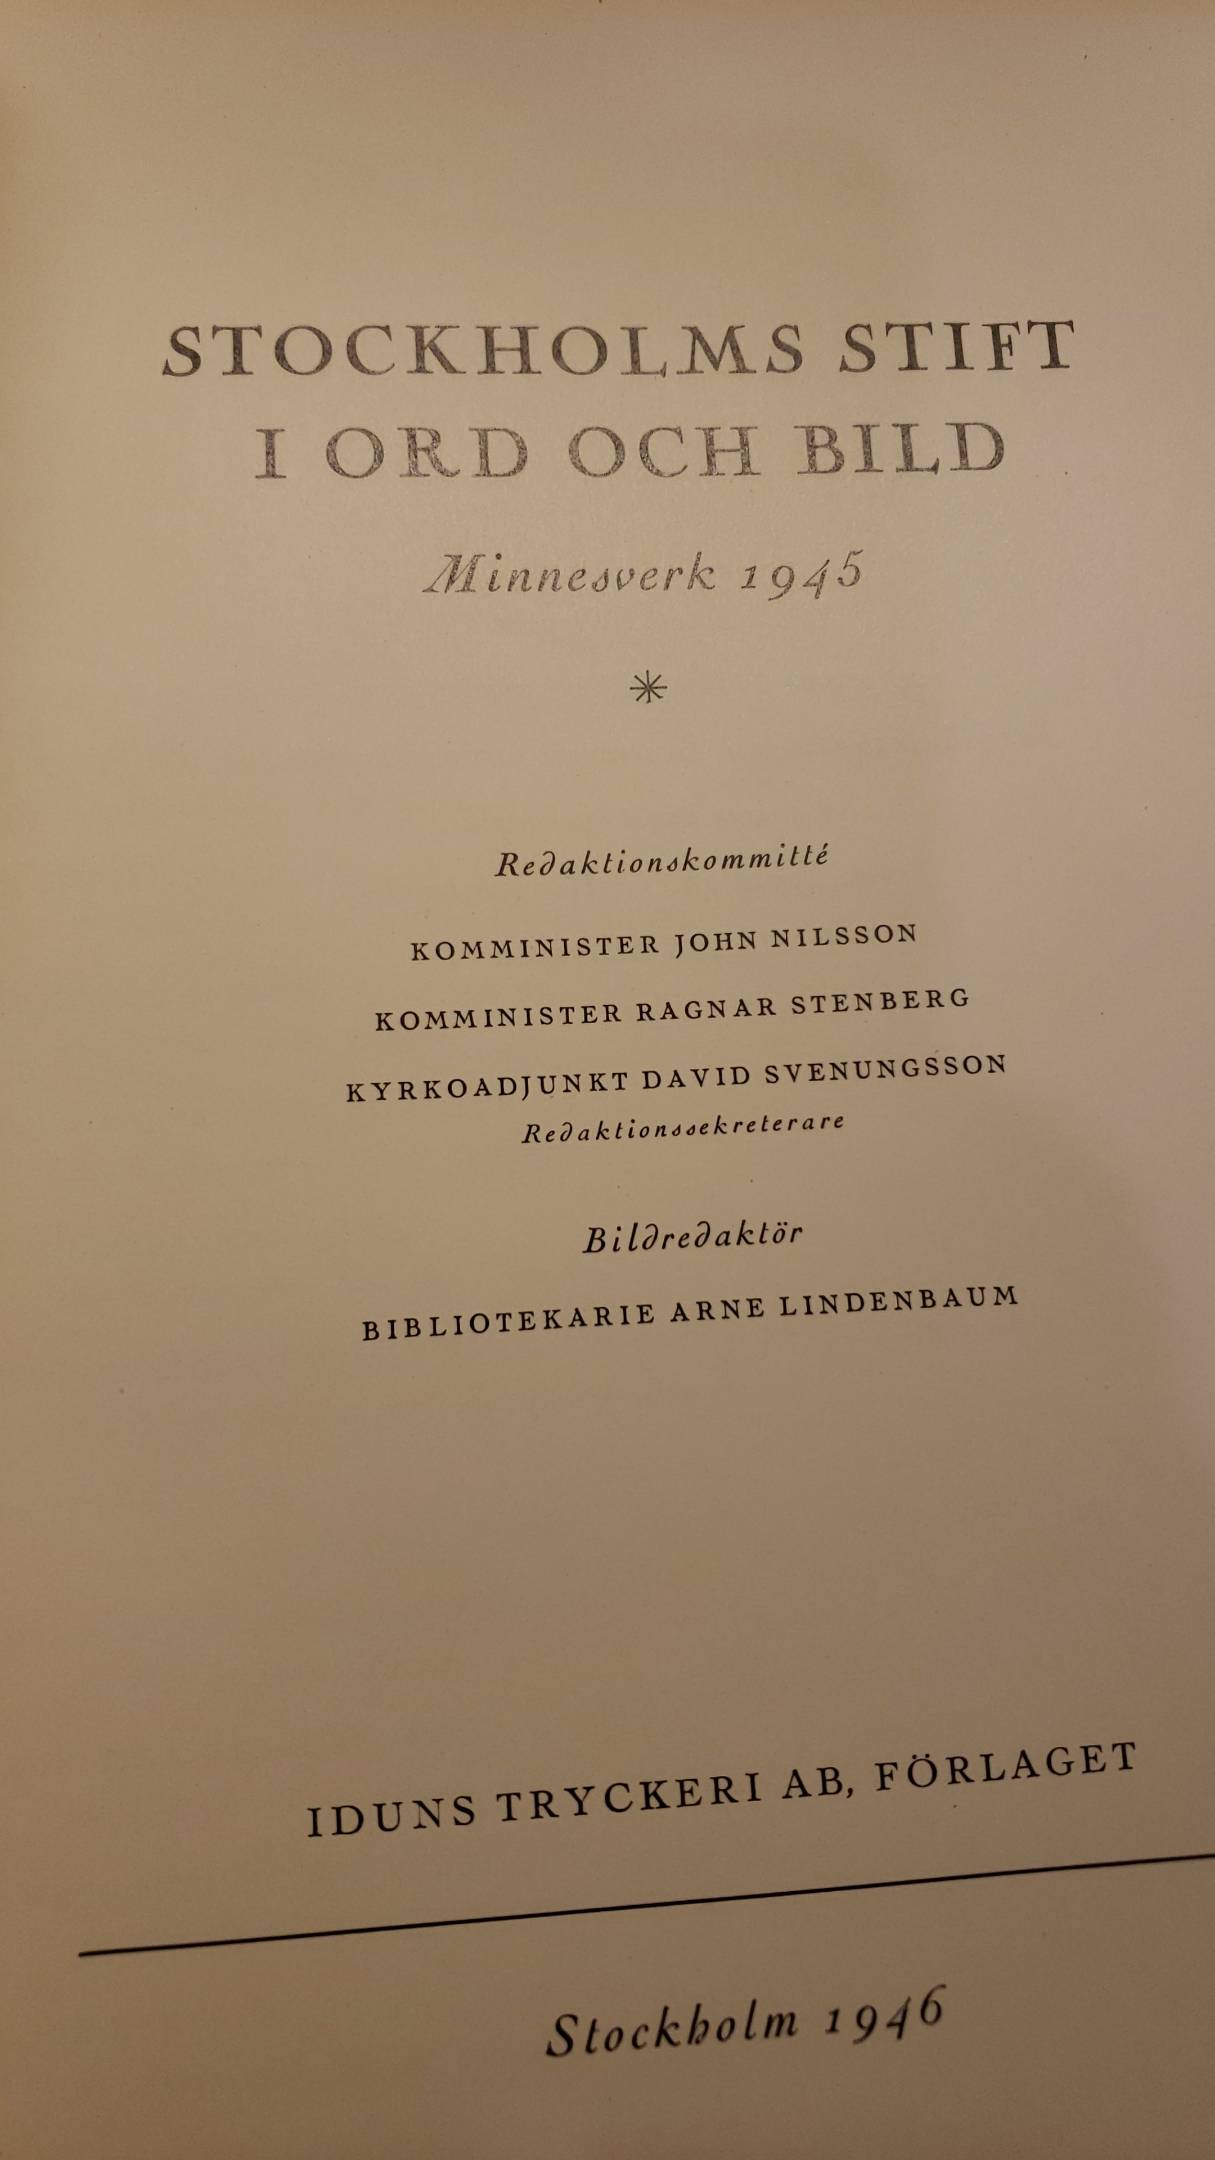 STOCKHOLMS STIFT
I ORD OCH BILD
Minnesverk 1945
Redaktionskommitté
KOMMINISTER JOHN NILSSON
KOMMINISTER RAGNAR STENBERG
KYRKOADJUNKT DAVID SVENUNGSSON
Redaktionssekreterare
Bildredaktör
BIBLIOTEKARIE ARNE LINDENBAUM
IDUNS TRYCKERI AB, FÖRLAGET
Stockholm 1946